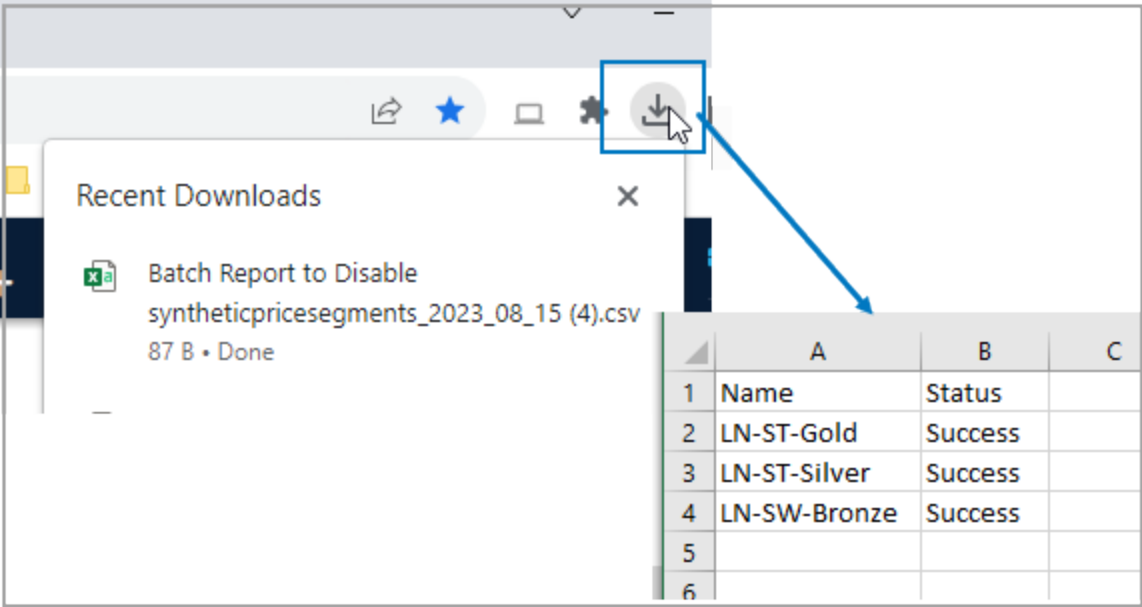 Recent Downloads
Batch Report to Disable
syntheticpricesegments_2023_08_15 (4).csv
87 B • Done
A B C
1 Name Status
2 LN-ST-Gold Success
3 LN-ST-Silver Success
4 LN-SW-Bronze Success
5
6